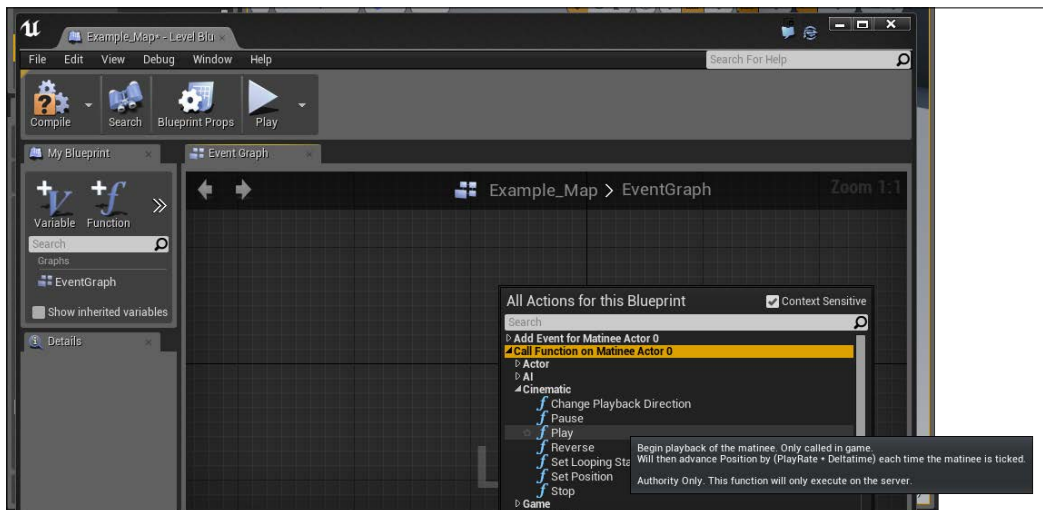 Example_Map* - Level Blu
File Edit View Debug Window Help
Search For Help
Compile Search Blueprint Props Play
My Blueprint
Event Graph
Variable Function
Search
Graphs
EventGraph
Show inherited variables
Details
Example_Map > EventGraph
Zoom 1:1
All Actions for this Blueprint
Context Sensitive
Search
Add Event for Matinee Actor 0
Call Function on Matinee Actor 0
Actor
AI
Cinematic
Change Playback Direction
Pause
Play
Reverse
Set Looping Sta
Set Position
Stop
Game
Begin playback of the matinee. Only called in game.
Will then advance Position by (PlayRate * Deltatime) each time the matinee is ticked.
Authority Only. This function will only execute on the server.